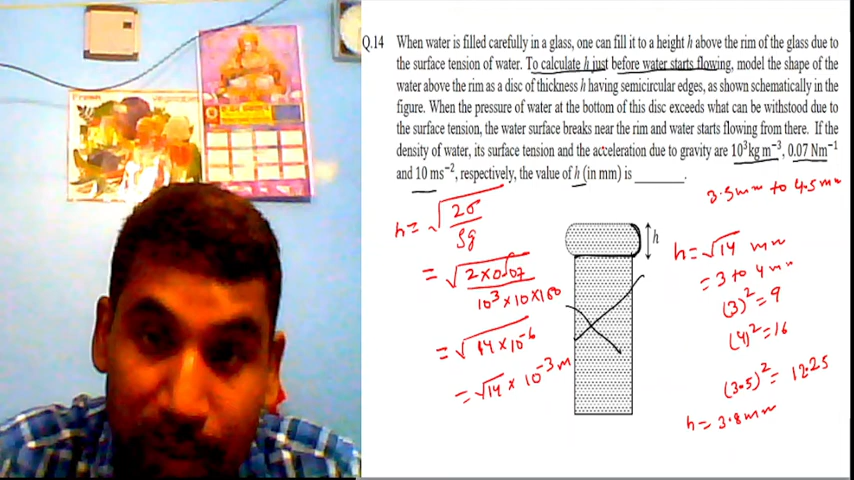 Q.14 When water is filled carefully in a glass, one can fill it to a height h above the rim of the glass due to
the surface tension of water. To calculate h just before water starts flowing, model the shape of the
water above the rim as a disc of thickness h having semicircular edges, as shown schematically in the
figure. When the pressure of water at the bottom of this disc exceeds what can be withstood due to
the surface tension, the water surface breaks near the rim and water starts flowing from there. If the
density of water, its surface tension and the acceleration due to gravity are 10³kg m⁻³, 0.07 Nm⁻¹
and 10 ms⁻², respectively, the value of h (in mm) is ______.
3.5mm to 4.5mm
h = √(2σ/ρg)
= √(2×0.07/10³×10×100)
= √(14×10⁻⁶)
= √14 × 10⁻³ m
h
h = √14 mm
= 3 to 4 mm
(3)² = 9
(4)² = 16
(3.5)² = 12.25
h = 3.8mm